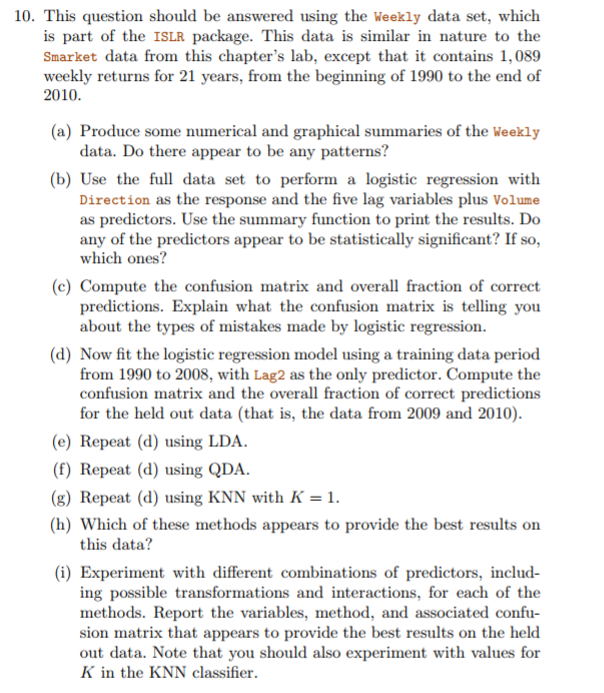 10. This question should be answered using the Weekly data set, which
is part of the ISLR package. This data is similar in nature to the
Smarket data from this chapter's lab, except that it contains 1,089
weekly returns for 21 years, from the beginning of 1990 to the end of
2010.
(a) Produce some numerical and graphical summaries of the Weekly
data. Do there appear to be any patterns?
(b) Use the full data set to perform a logistic regression with
Direction as the response and the five lag variables plus Volume
as predictors. Use the summary function to print the results. Do
any of the predictors appear to be statistically significant? If so,
which ones?
(c) Compute the confusion matrix and overall fraction of correct
predictions. Explain what the confusion matrix is telling you
about the types of mistakes made by logistic regression.
(d) Now fit the logistic regression model using a training data period
from 1990 to 2008, with Lag2 as the only predictor. Compute the
confusion matrix and the overall fraction of correct predictions
for the held out data (that is, the data from 2009 and 2010).
(e) Repeat (d) using LDA.
(f) Repeat (d) using QDA.
(g) Repeat (d) using KNN with K = 1.
(h) Which of these methods appears to provide the best results on
this data?
(i) Experiment with different combinations of predictors, includ-
ing possible transformations and interactions, for each of the
methods. Report the variables, method, and associated confu-
sion matrix that appears to provide the best results on the held
out data. Note that you should also experiment with values for
K in the KNN classifier.